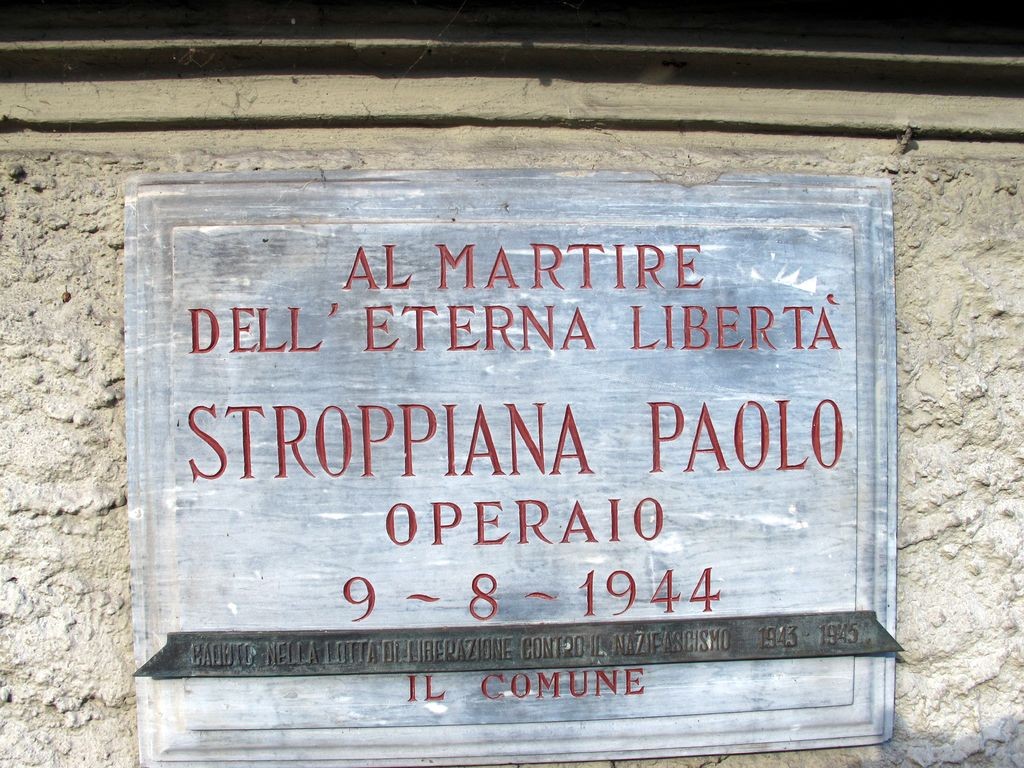 AL MARTIRE
DELL'ETERNA LIBERTÀ
STROPPIANA PAOLO
OPERAIO
9 - 8 - 1944
CADUTO NELLA LOTTA DI LIBERAZIONE CONTRO IL NAZIFASCISMO 1943 1945
IL COMUNE